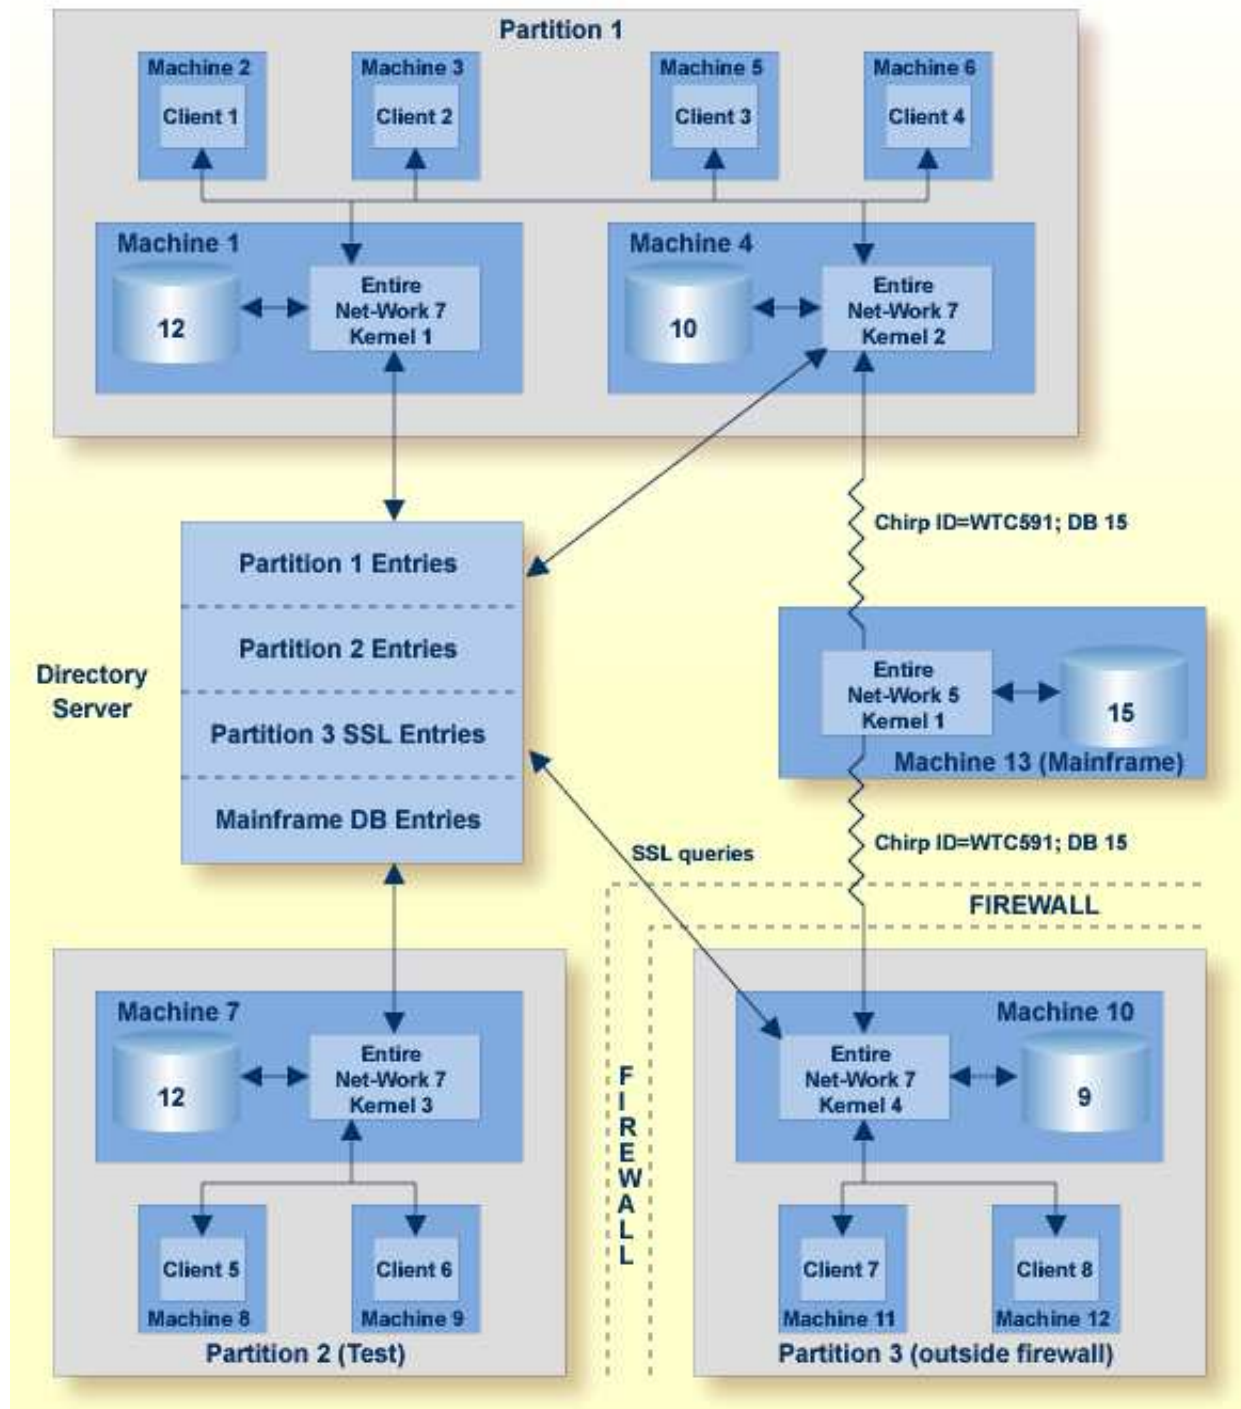 Partition 1
Machine 2
Client 1
Machine 3
Client 2
Machine 5
Client 3
Machine 6
Client 4
Machine 1
12
Entire
Net-Work 7
Kernel 1
Machine 4
10
Entire
Net-Work 7
Kernel 2
Chirp ID=WTC591; DB 15
Directory
Server
Partition 1 Entries
Partition 2 Entries
Partition 3 SSL Entries
Mainframe DB Entries
Entire
Net-Work 5
Kernel 1
15
Machine 13 (Mainframe)
Chirp ID=WTC591; DB 15
SSL queries
FIREWALL
FIREWALL
Machine 7
12
Entire
Net-Work 7
Kernel 3
Client 5
Machine 8
Client 6
Machine 9
Partition 2 (Test)
Machine 10
Entire
Net-Work 7
Kernel 4
9
Client 7
Machine 11
Client 8
Machine 12
Partition 3 (outside firewall)